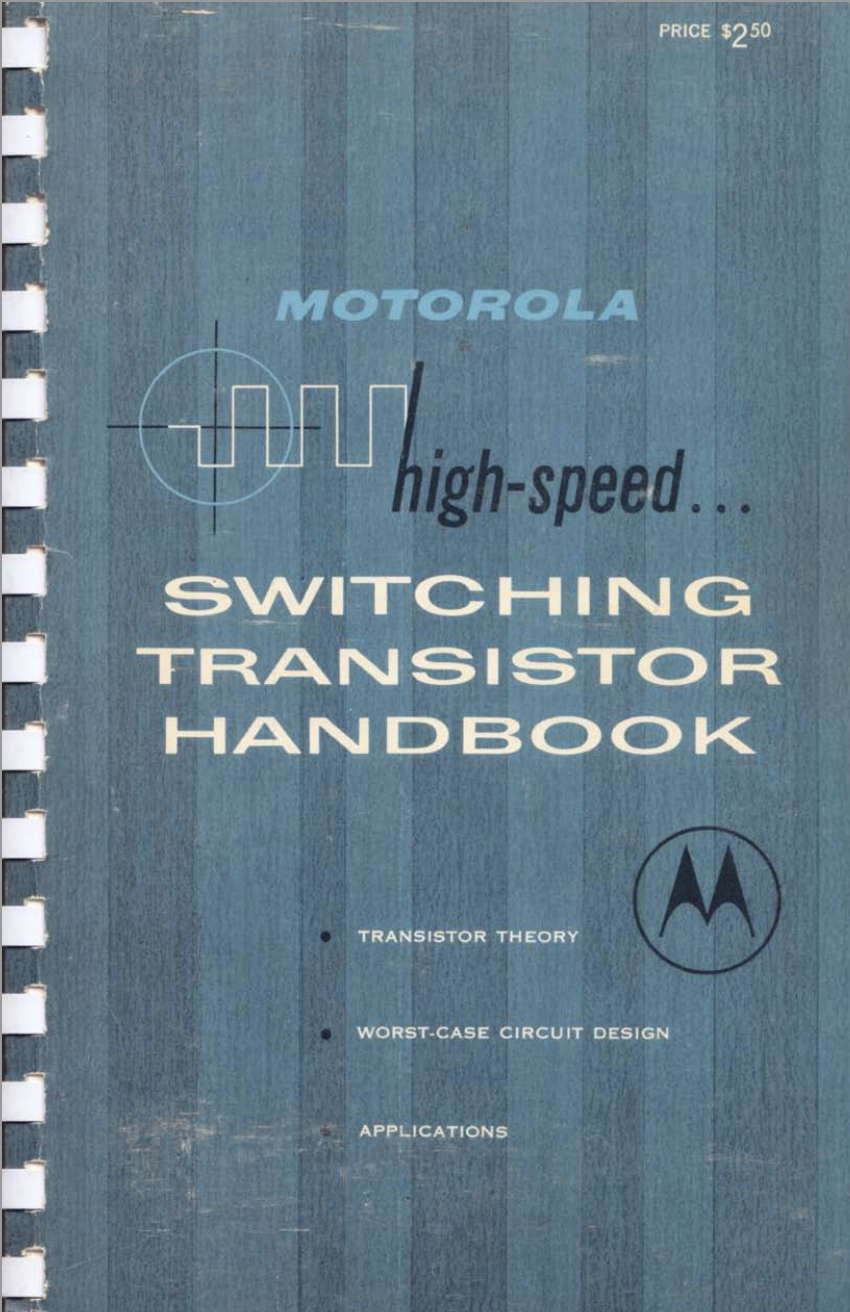 PRICE $2.50
MOTOROLA
high-speed...
SWITCHING
TRANSISTOR
HANDBOOK
• TRANSISTOR THEORY
• WORST-CASE CIRCUIT DESIGN
• APPLICATIONS